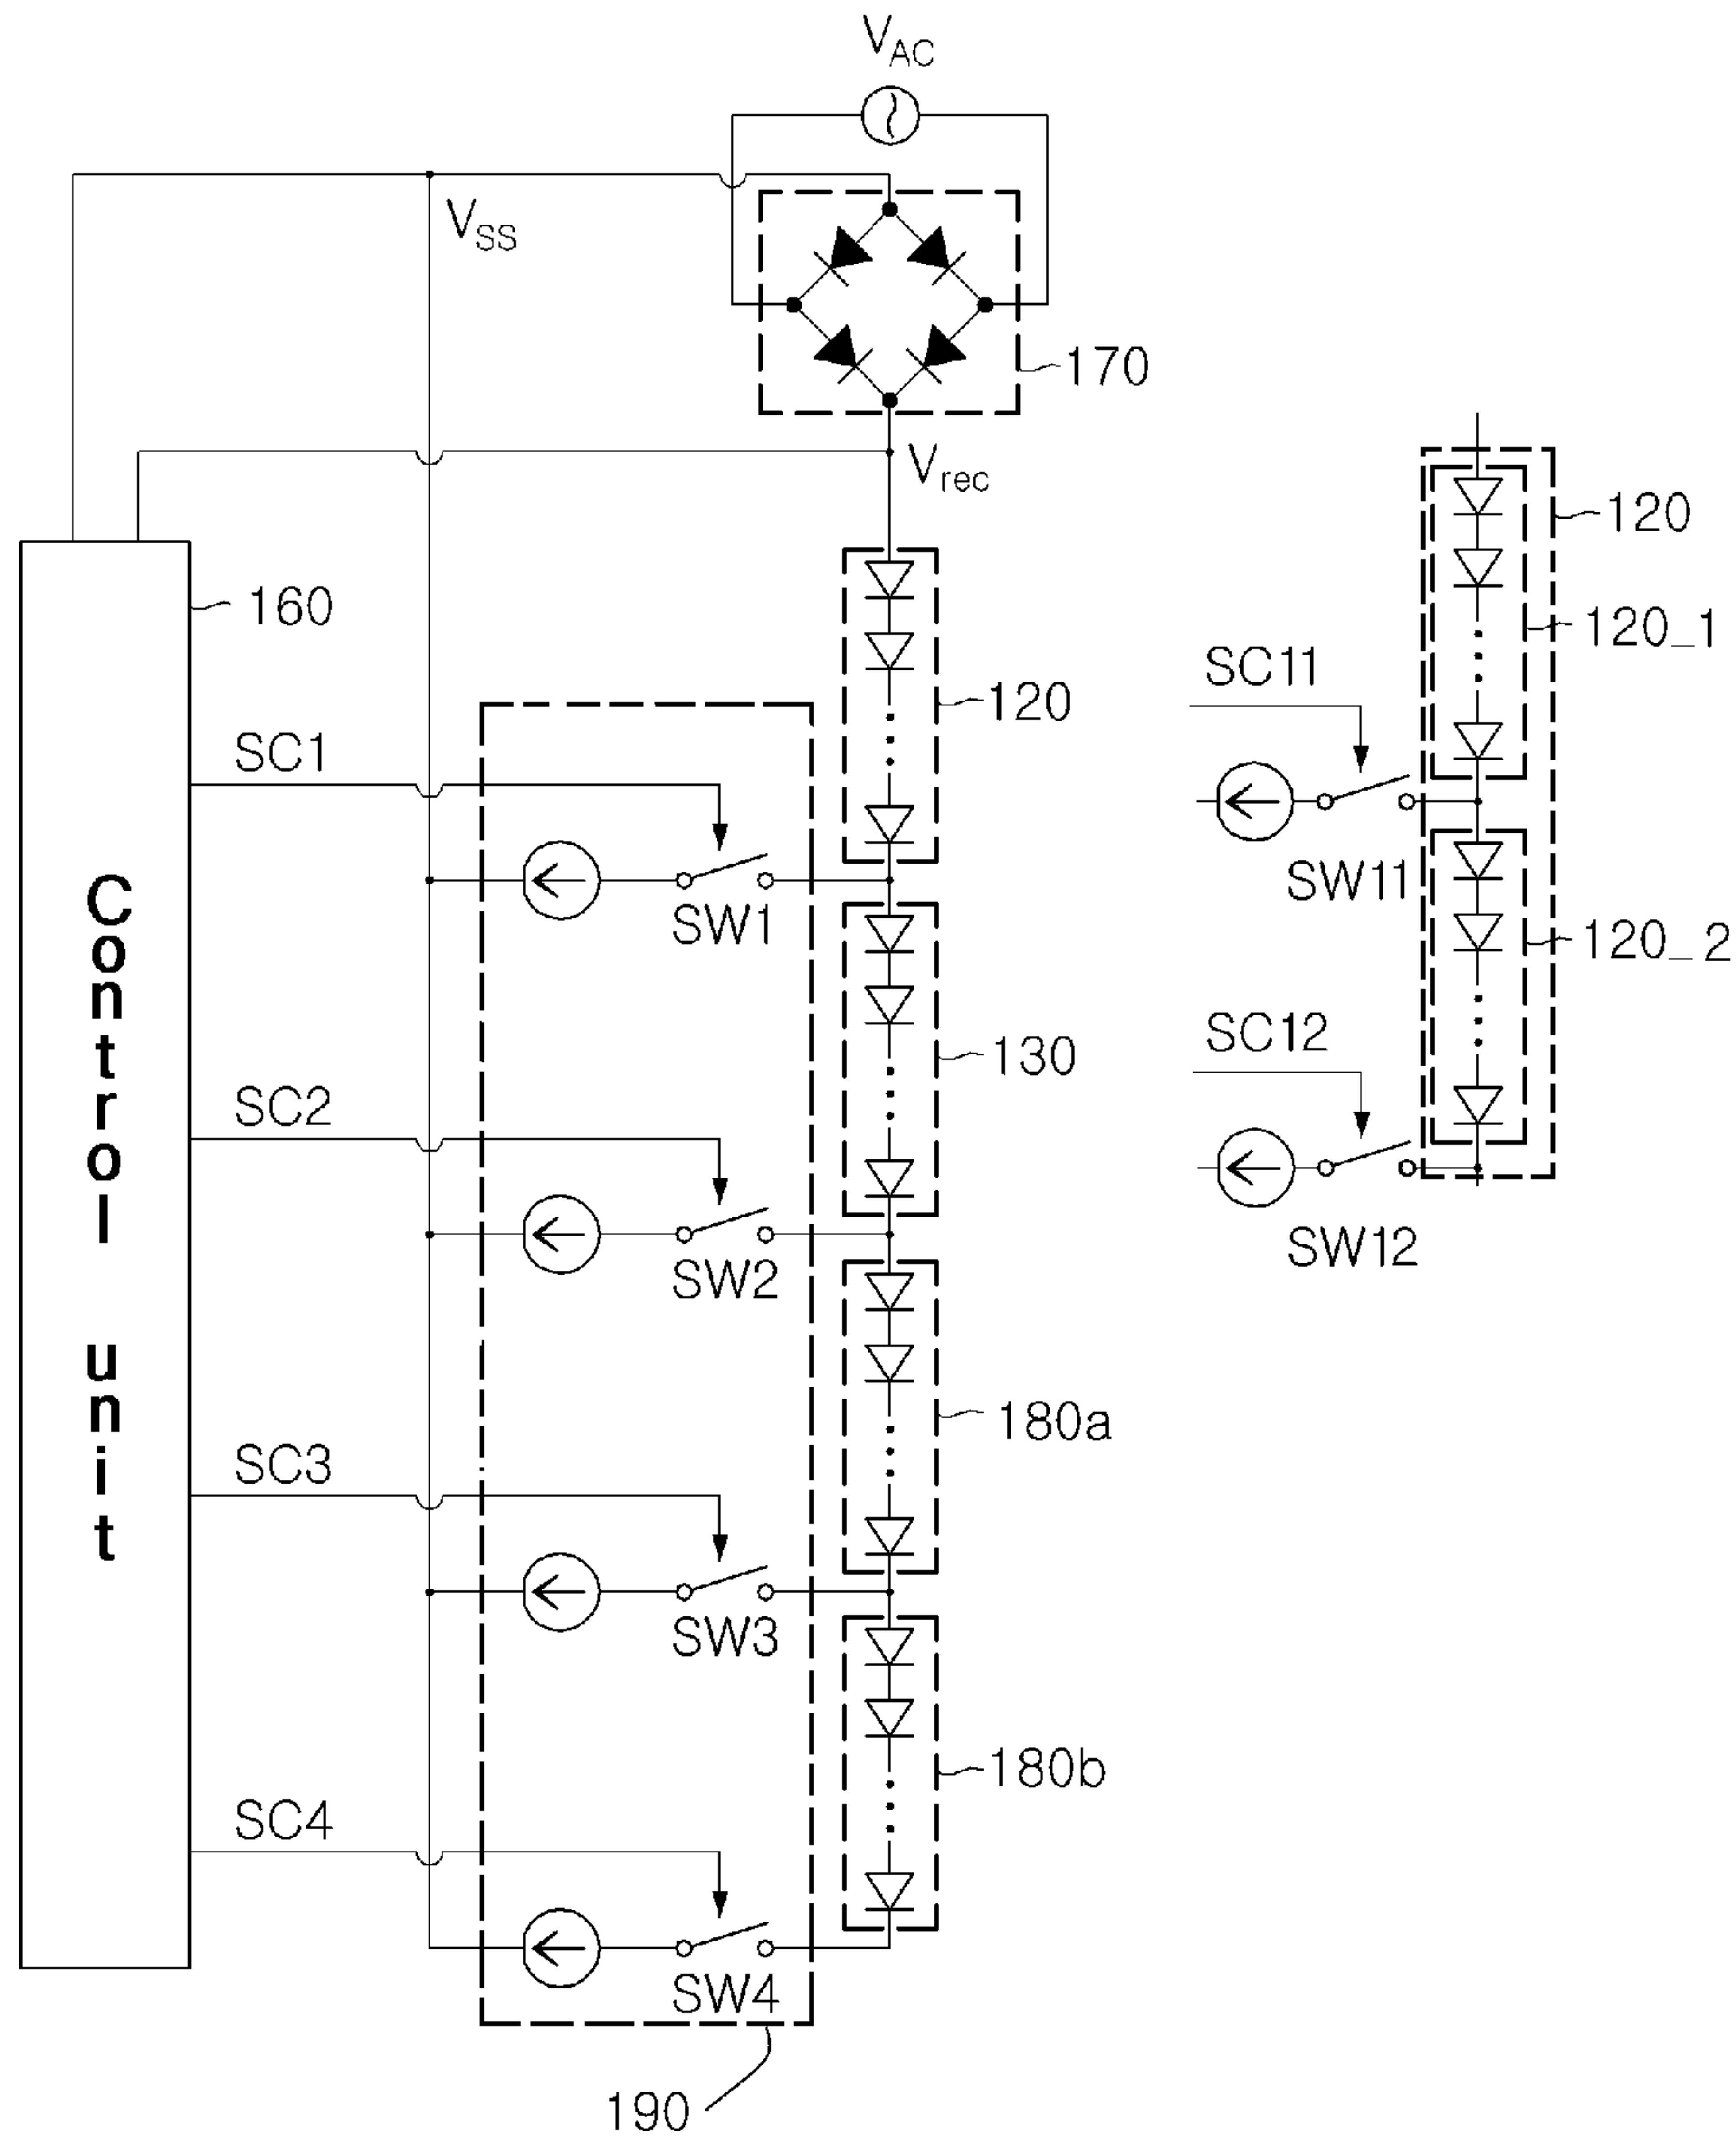 VAC
VSS
170
Vrec
120
160
120_1
SC11
120
SC1
Control unit
SW11
SW1
120_2
SC12
130
SC2
SW12
SW2
180a
SC3
SW3
180b
SC4
SW4
190